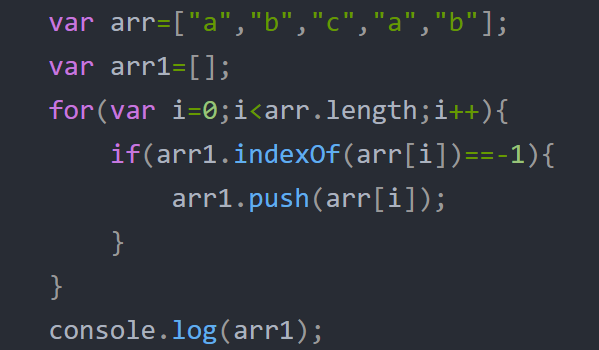 var arr=["a","b","c","a","b"];
var arr1=[];
for(var i=0;i<arr.length;i++){
    if(arr1.indexOf(arr[i])==-1){
        arr1.push(arr[i]);
    }
}
console.log(arr1);